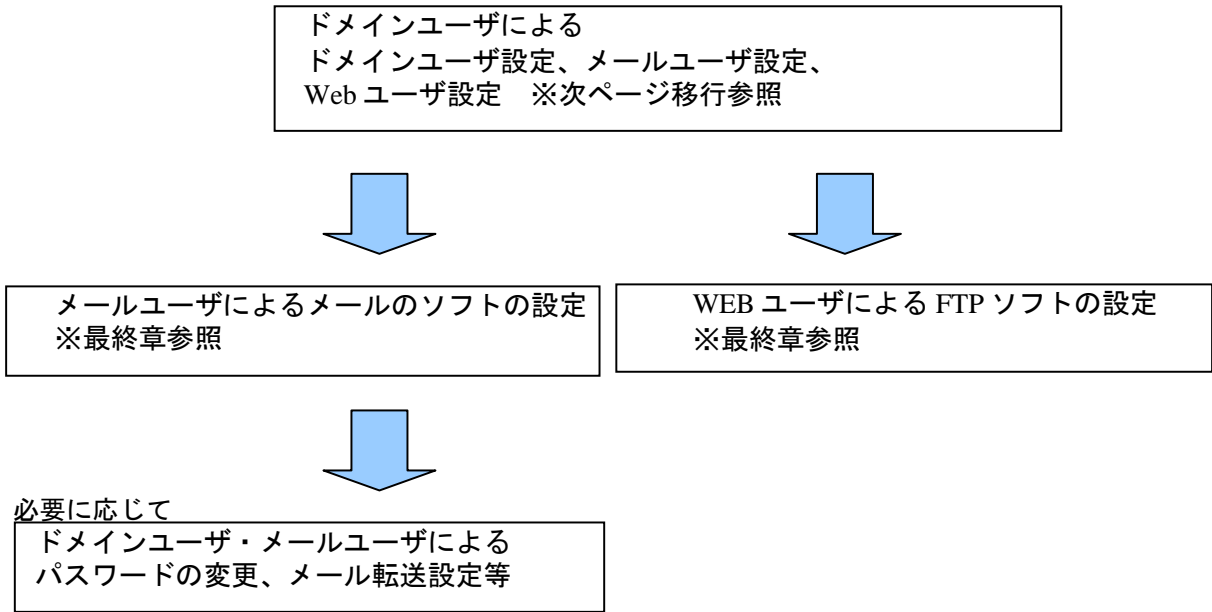 ドメインユーザによる
ドメインユーザ設定、メールユーザ設定、
Web ユーザ設定　※次ページ移行参照
メールユーザによるメールのソフトの設定
※最終章参照
WEB ユーザによる FTP ソフトの設定
※最終章参照
必要に応じて
ドメインユーザ・メールユーザによる
パスワードの変更、メール転送設定等